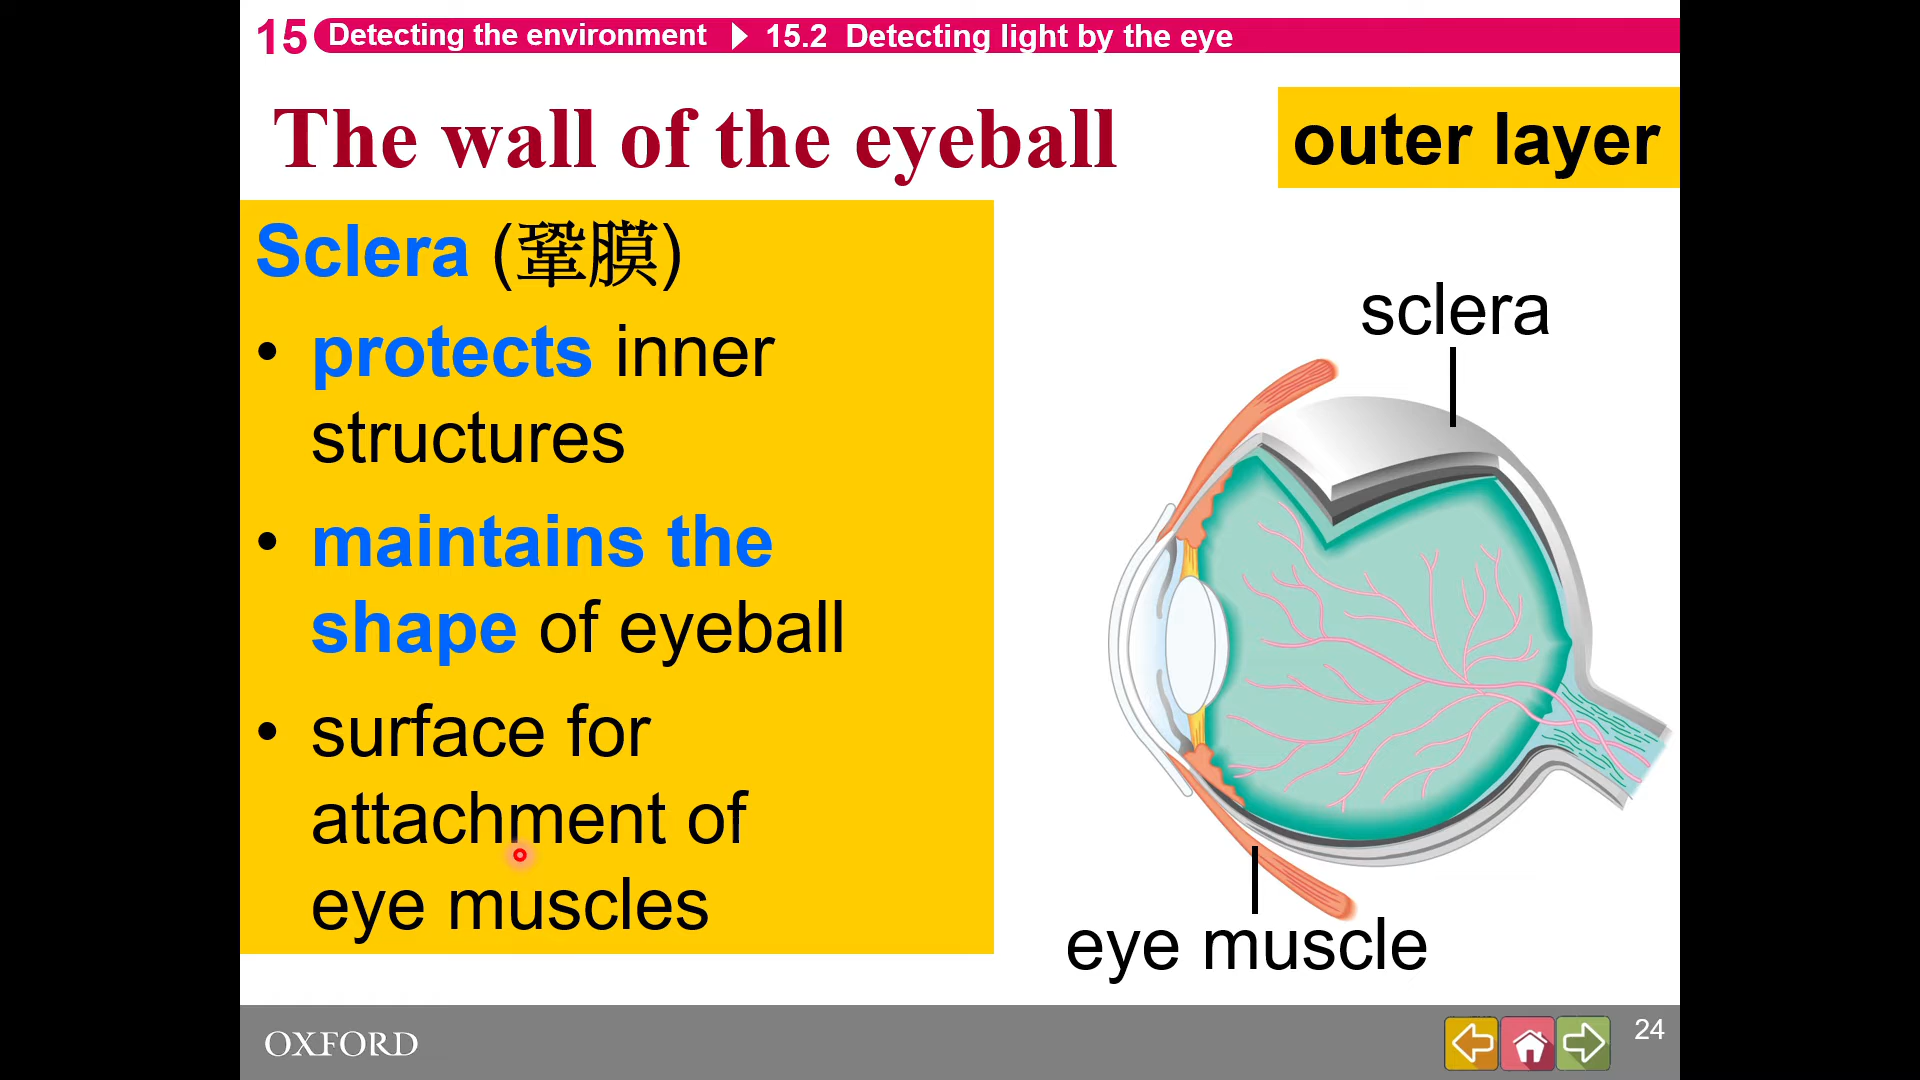 15 Detecting the environment 15.2 Detecting light by the eye
The wall of the eyeball
outer layer
Sclera (鞏膜)
• protects inner
structures
• maintains the
shape of eyeball
• surface for
attachment of
eye muscles
sclera
eye muscle
OXFORD
24